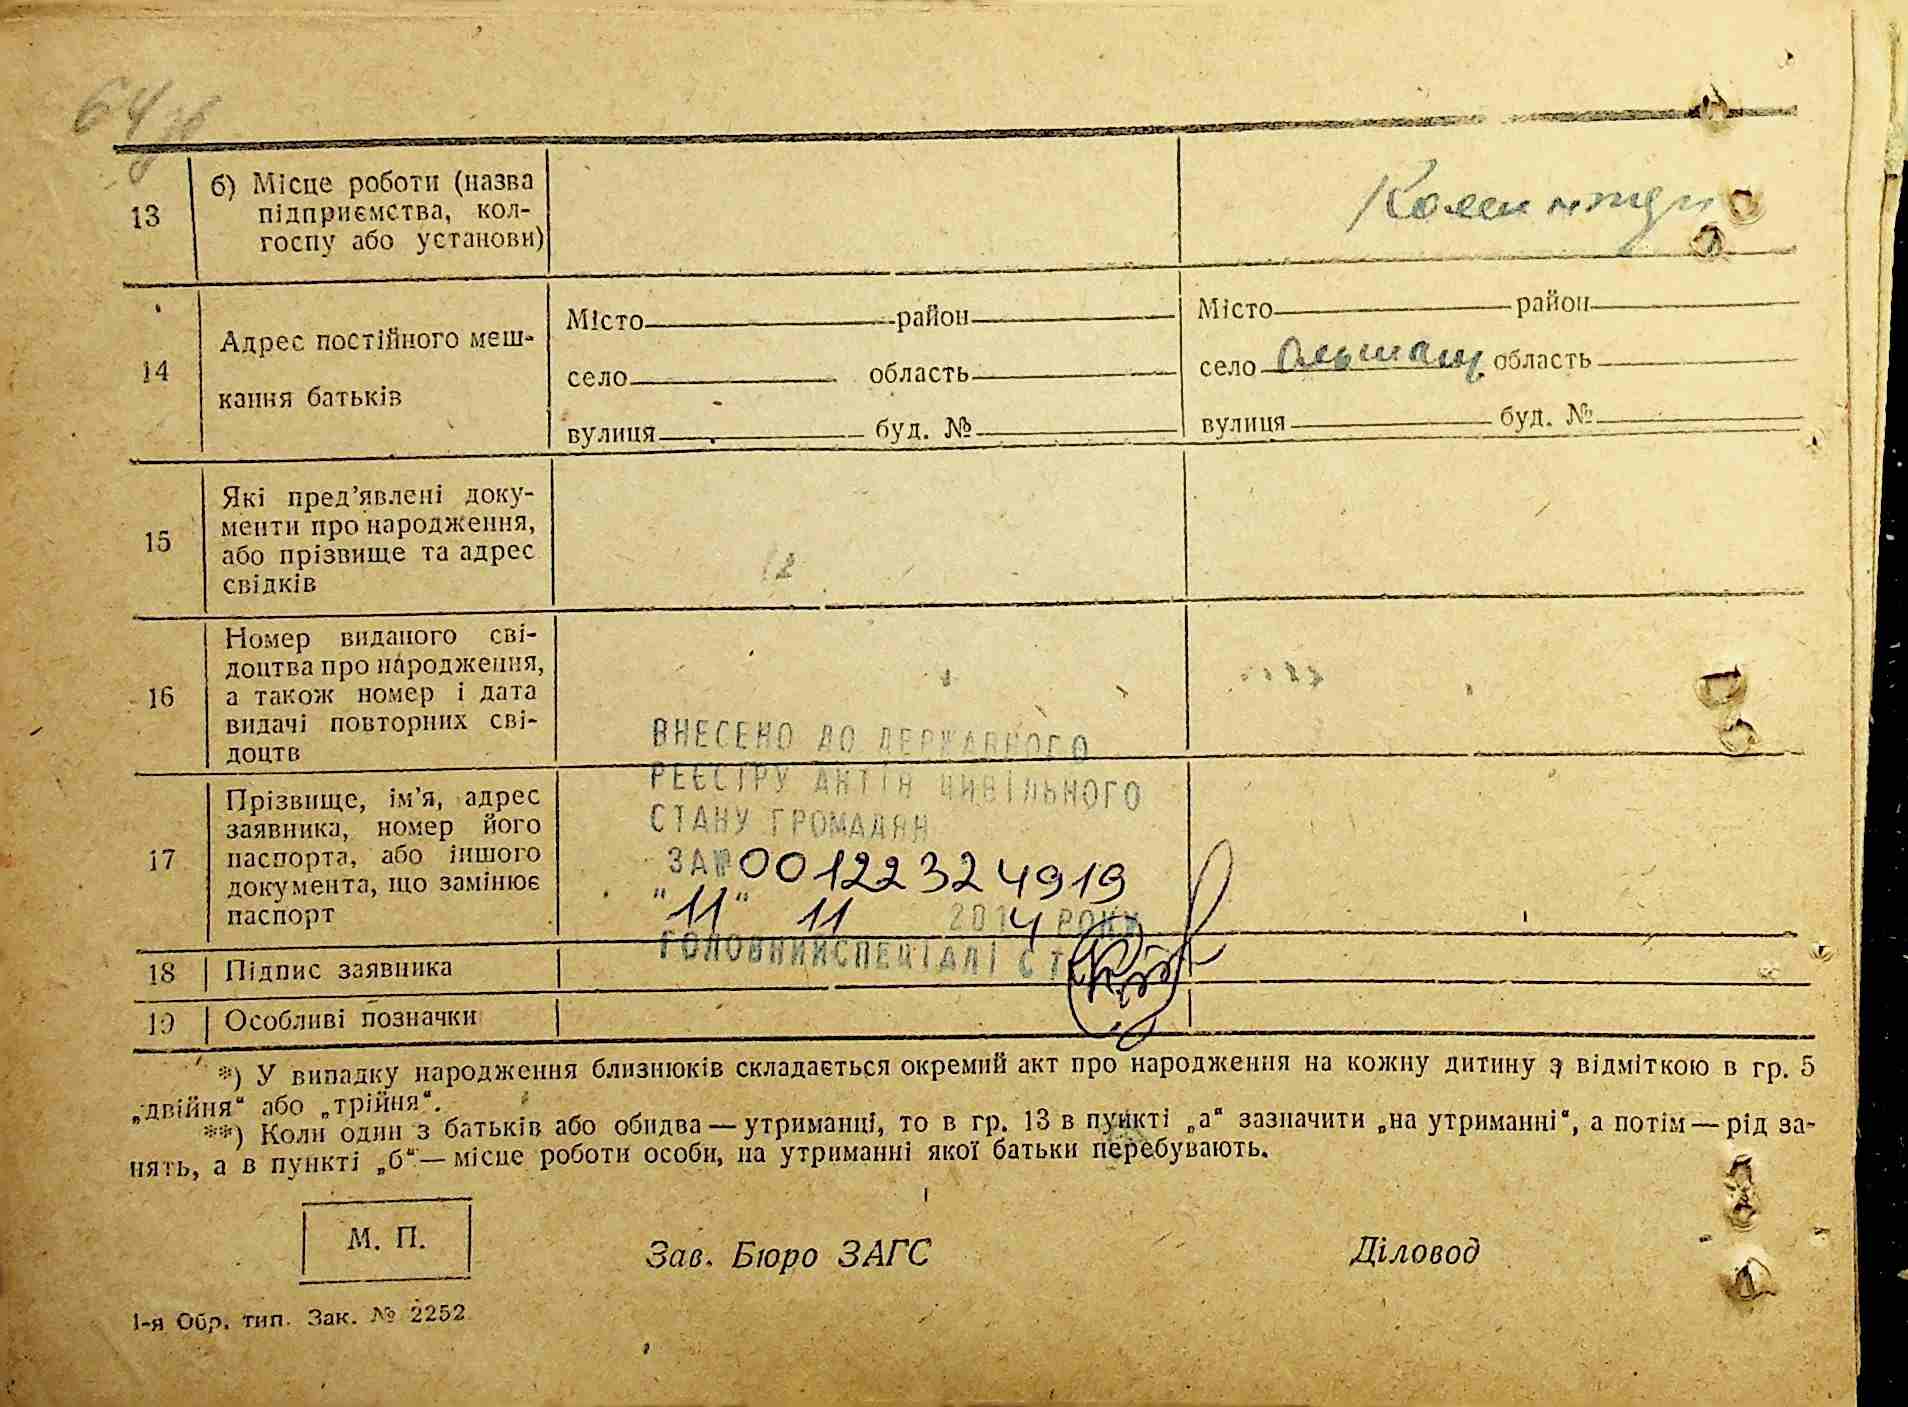 13
б) Місце роботи (назва
підприємства, кол-
госпу або установи)
14
Адрес постійного меш-
кання батьків
Місто район
село область
вулиця буд. №
Місто район
село Ольшаш. область
вулиця буд. №
15
Які пред’явлені доку-
менти про народження,
або прізвище та адрес
свідків
16
Номер виданого сві-
доцтва про народження,
а також номер і дата
видачі повторних сві-
доцтв
17
Прізвище, ім’я, адрес
заявника, номер його
паспорта, або іншого
документа, що замінює
паспорт
ВНЕСЕНО ДО ДЕРЖАВНОГО
РЕЄСТРУ АКТІВ ЦИВІЛЬНОГО
СТАНУ ГРОМАДЯН
ЗА№00122324919
"11" 11 2014 РОКУ
ГОЛОВНИЙ СПЕЦІАЛІСТ
18 Підпис заявника
19 Особливі позначки
*) У випадку народження близнюків складається окремий акт про народження на кожну дитину з відміткою в гр. 5
„двійня“ або „трійня“.
**) Коли один з батьків або обидва — утриманці, то в гр. 13 в пункті „а“ зазначити „на утриманні“, а потім — рід за-
нять, а в пункті „б“ — місце роботи особи, на утриманні якої батьки перебувають.
М. П.
Зав. Бюро ЗАГС
Діловод
1-я Обр. тип. Зак. № 2252